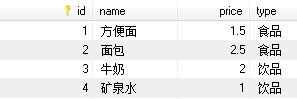 id name price type
1 方便面 1.5 食品
2 面包 2.5 食品
3 牛奶 2 饮品
4 矿泉水 1 饮品